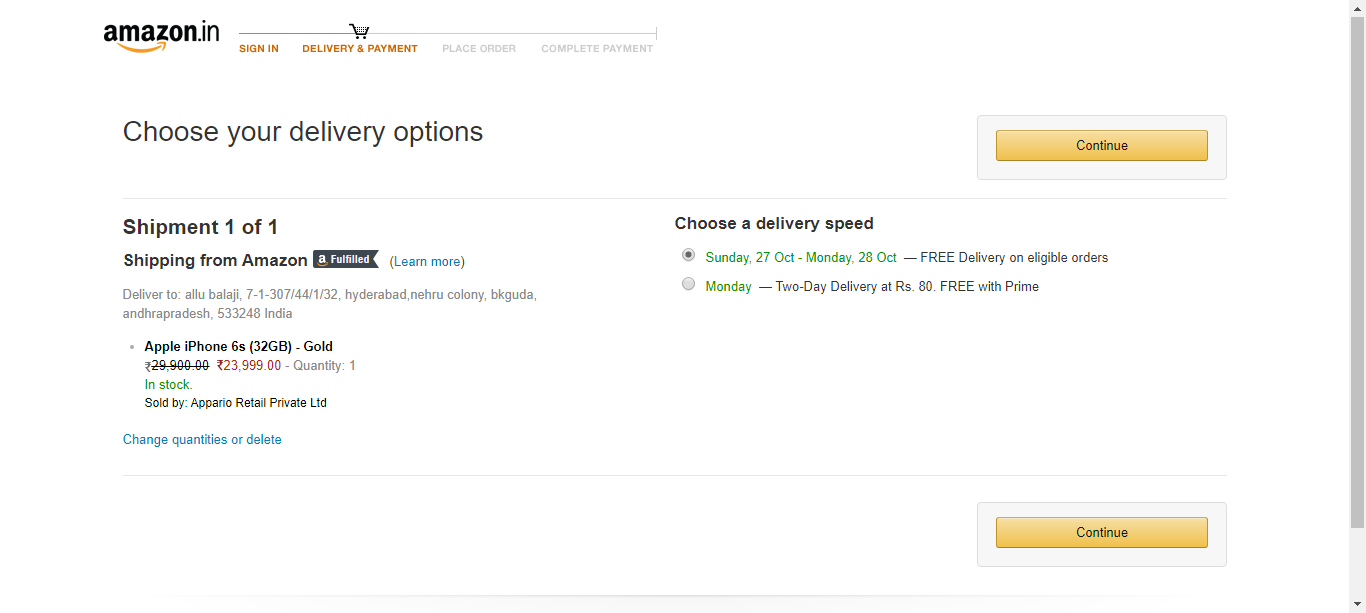 amazon.in
SIGN IN DELIVERY & PAYMENT PLACE ORDER COMPLETE PAYMENT
Choose your delivery options
Continue
Shipment 1 of 1
Shipping from Amazon a Fulfilled (Learn more)
Deliver to: allu balaji, 7-1-307/44/1/32, hyderabad,nehru colony, bkguda,
andhrapradesh, 533248 India
Apple iPhone 6s (32GB) - Gold
₹29,900.00 ₹23,999.00 - Quantity: 1
In stock.
Sold by: Appario Retail Private Ltd
Change quantities or delete
Choose a delivery speed
Sunday, 27 Oct - Monday, 28 Oct — FREE Delivery on eligible orders
Monday — Two-Day Delivery at Rs. 80. FREE with Prime
Continue